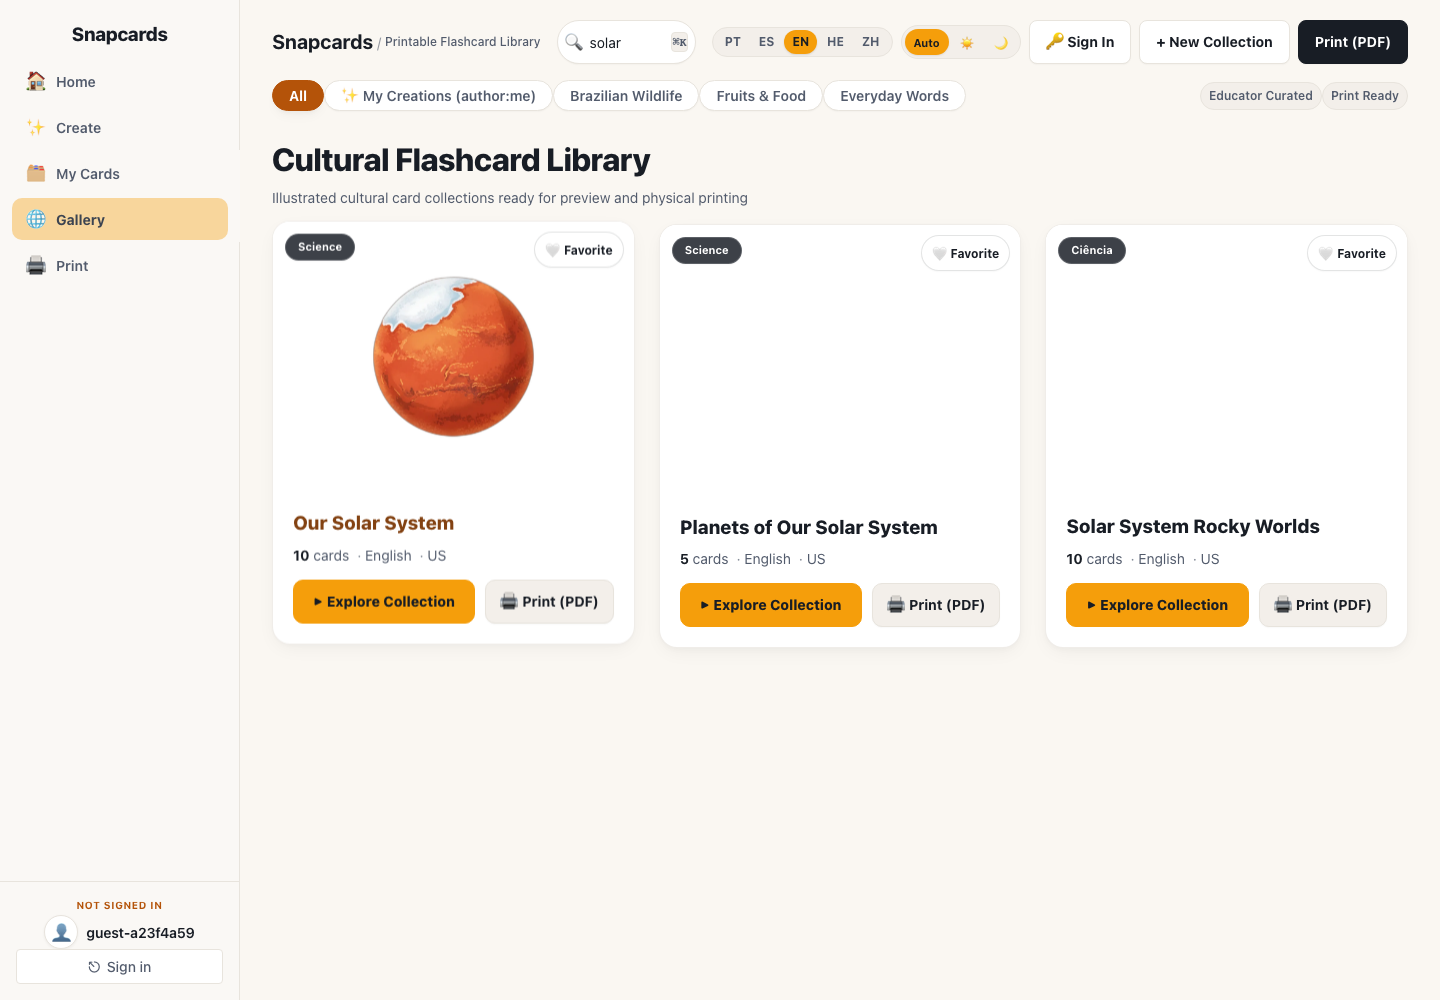 Snapcards
Home
Create
My Cards
Gallery
Print
NOT SIGNED IN
guest-a23f4a59
Sign in
Snapcards / Printable Flashcard Library
solar
⌘K
PT ES EN HE ZH
Auto
Sign In
+ New Collection
Print (PDF)
All
My Creations (author:me)
Brazilian Wildlife
Fruits & Food
Everyday Words
Educator Curated
Print Ready
Cultural Flashcard Library
Illustrated cultural card collections ready for preview and physical printing
Science
Favorite
Our Solar System
10 cards · English · US
Explore Collection
Print (PDF)
Science
Favorite
Planets of Our Solar System
5 cards · English · US
Explore Collection
Print (PDF)
Ciência
Favorite
Solar System Rocky Worlds
10 cards · English · US
Explore Collection
Print (PDF)